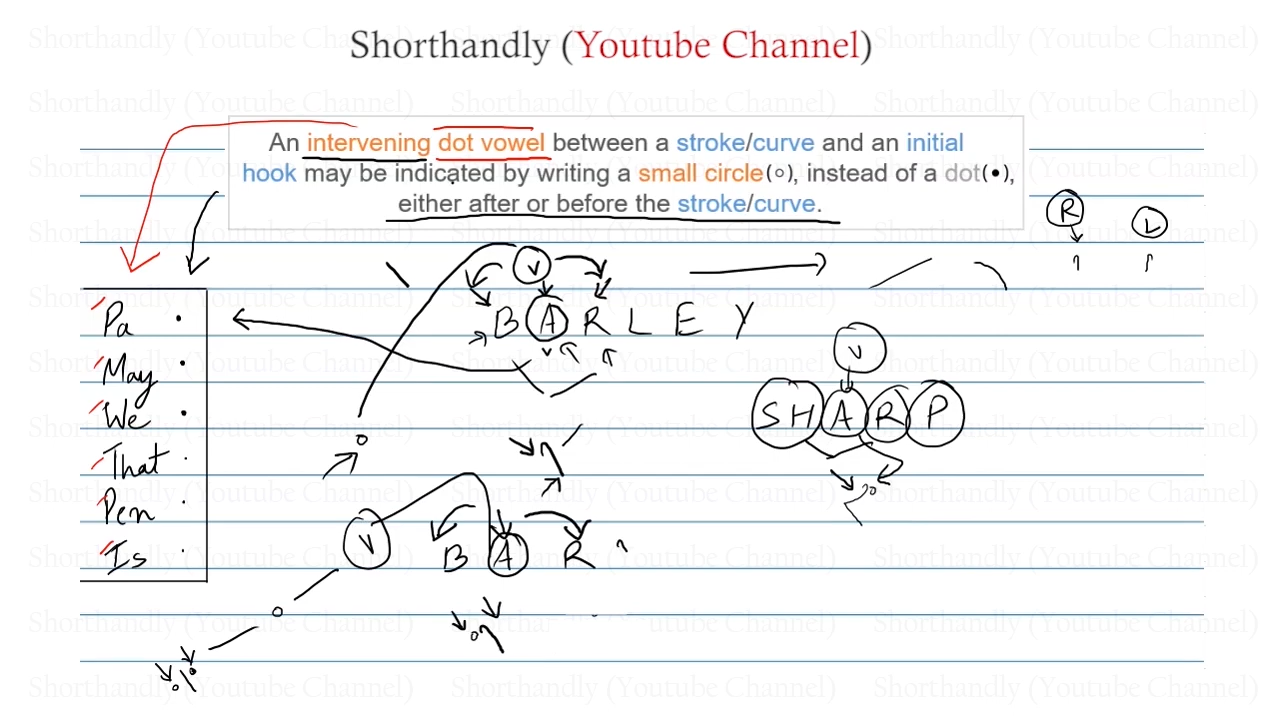 Shorthandly (Youtube Channel)
An intervening dot vowel between a stroke/curve and an initial
hook may be indicated by writing a small circle(○), instead of a dot(•),
either after or before the stroke/curve.
R L
V
Pa •
BARLEY
May •
V
We •
SHARP
That •
Pen
Is •
V BAR